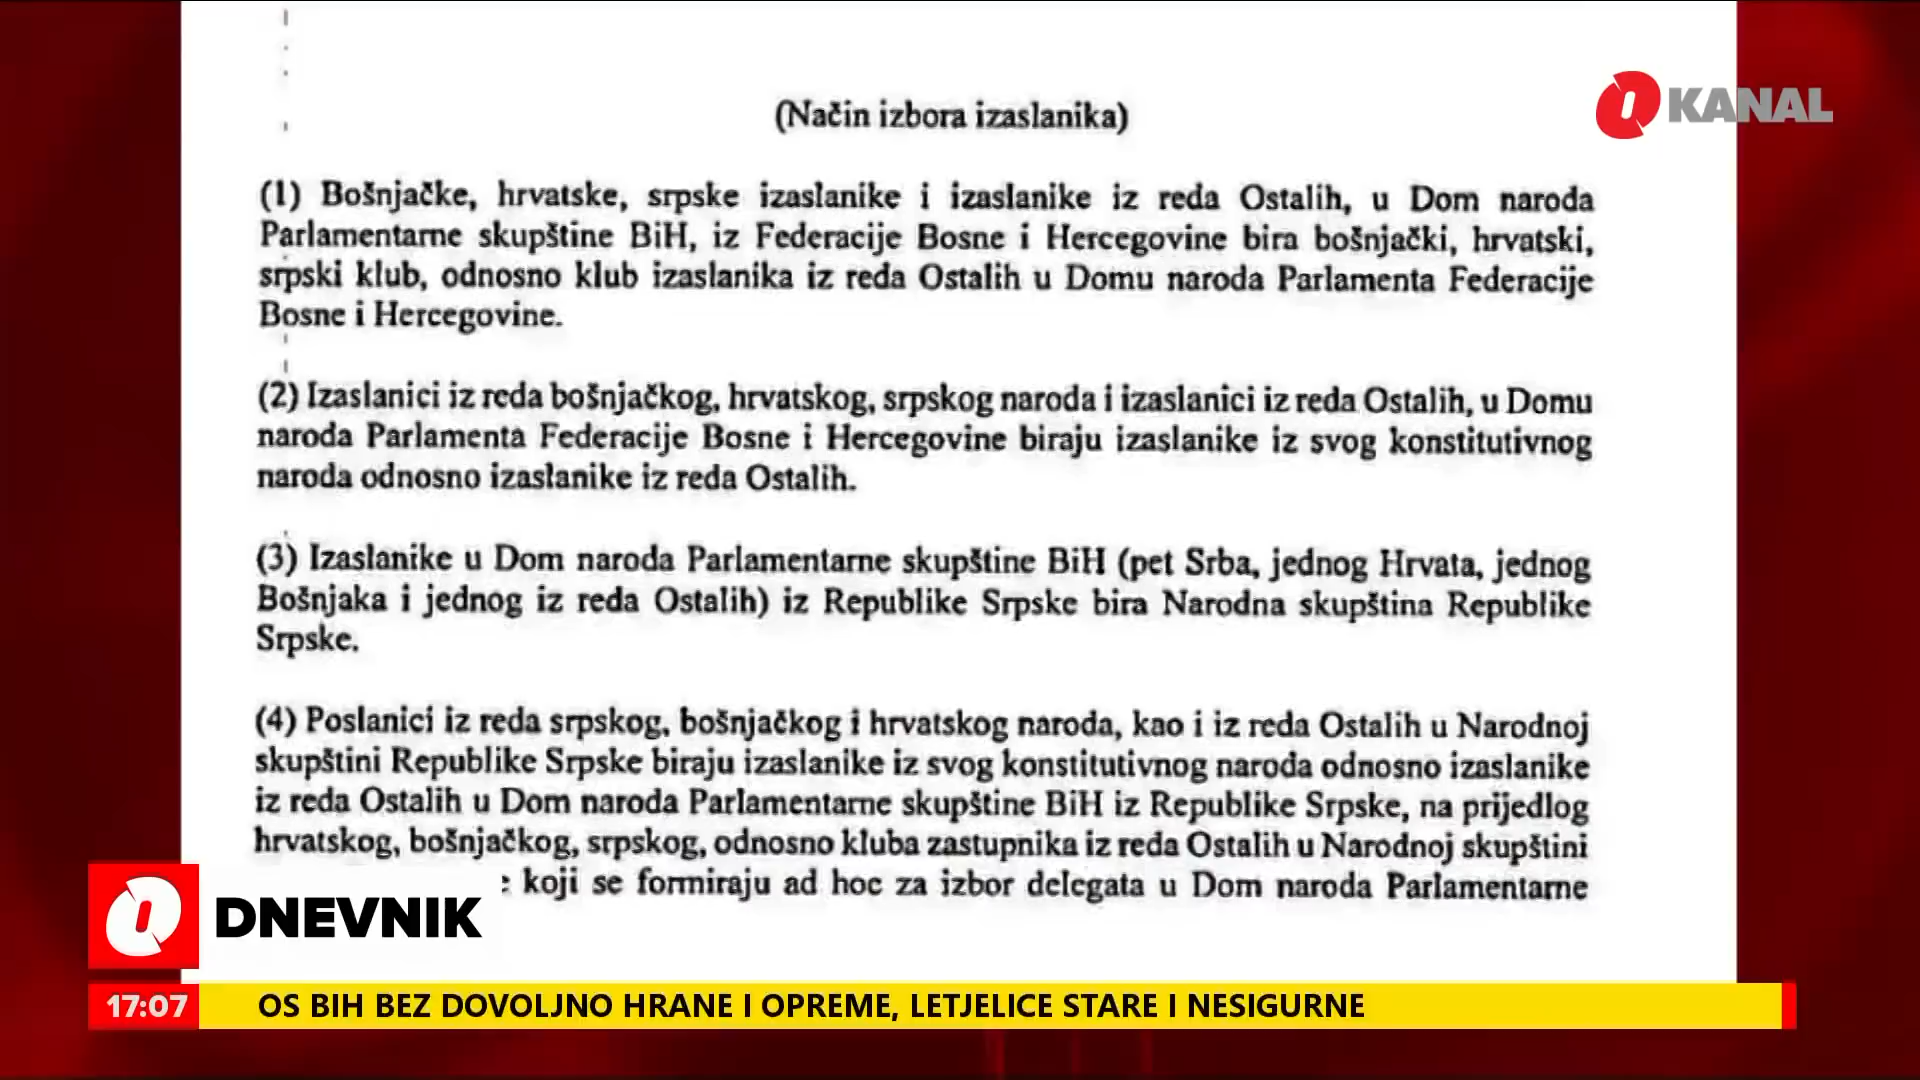 (Način izbora izaslanika)
KANAL
(1) Bošnjačke, hrvatske, srpske izaslanike i izaslanike iz reda Ostalih, u Dom naroda
Parlamentarne skupštine BiH, iz Federacije Bosne i Hercegovine bira bošnjački, hrvatski,
srpski klub, odnosno klub izaslanika iz reda Ostalih u Domu naroda Parlamenta Federacije
Bosne i Hercegovine.
(2) Izaslanici iz reda bošnjačkog, hrvatskog, srpskog naroda i izaslanici iz reda Ostalih, u Domu
naroda Parlamenta Federacije Bosne i Hercegovine biraju izaslanike iz svog konstitutivnog
naroda odnosno izaslanike iz reda Ostalih.
(3) Izaslanike u Dom naroda Parlamentarne skupštine BiH (pet Srba, jednog Hrvata, jednog
Bošnjaka i jednog iz reda Ostalih) iz Republike Srpske bira Narodna skupština Republike
Srpske.
(4) Poslanici iz reda srpskog, bošnjačkog i hrvatskog naroda, kao i iz reda Ostalih u Narodnoj
skupštini Republike Srpske biraju izaslanike iz svog konstitutivnog naroda odnosno izaslanike
iz reda Ostalih u Dom naroda Parlamentarne skupštine BiH iz Republike Srpske, na prijedlog
hrvatskog, bošnjačkog, srpskog, odnosno kluba zastupnika iz reda Ostalih u Narodnoj skupštini
koji se formiraju ad hoc za izbor delegata u Dom naroda Parlamentarne
DNEVNIK
17:07 OS BIH BEZ DOVOLJNO HRANE I OPREME, LETJELICE STARE I NESIGURNE